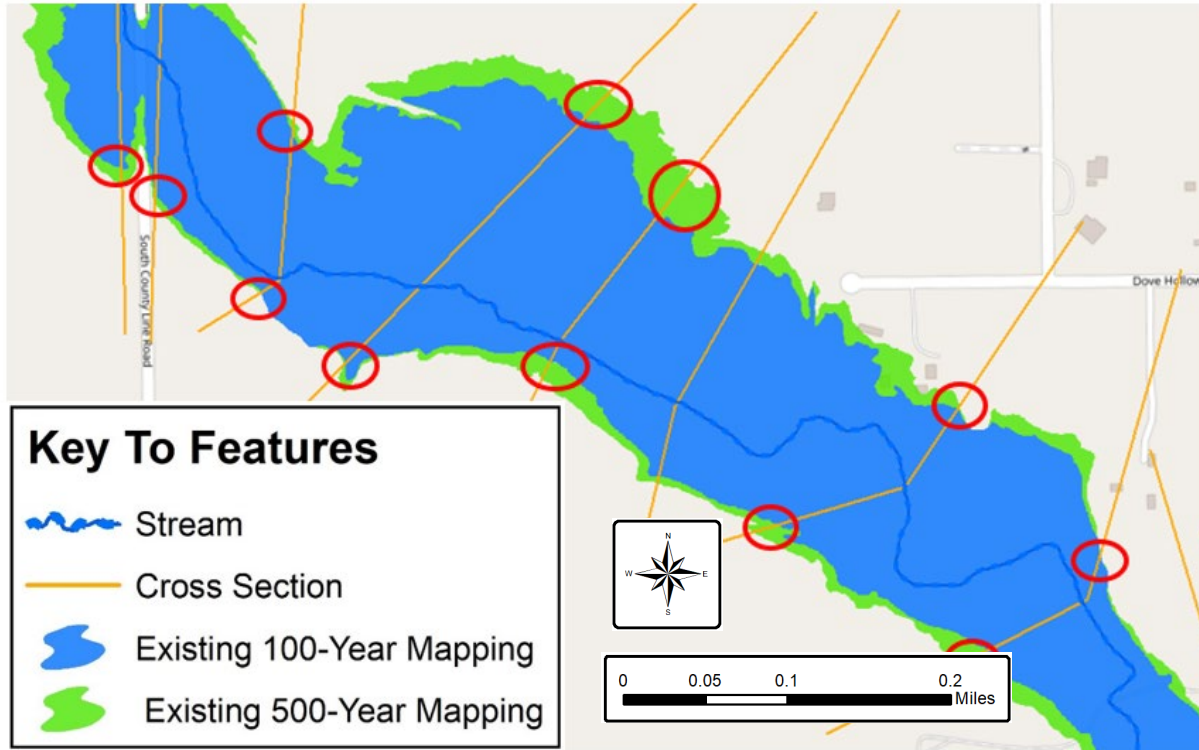 South County Line Road
Dove Hollow
Key To Features
Stream
Cross Section
Existing 100-Year Mapping
Existing 500-Year Mapping
N
W E
S
0 0.05 0.1 0.2
Miles